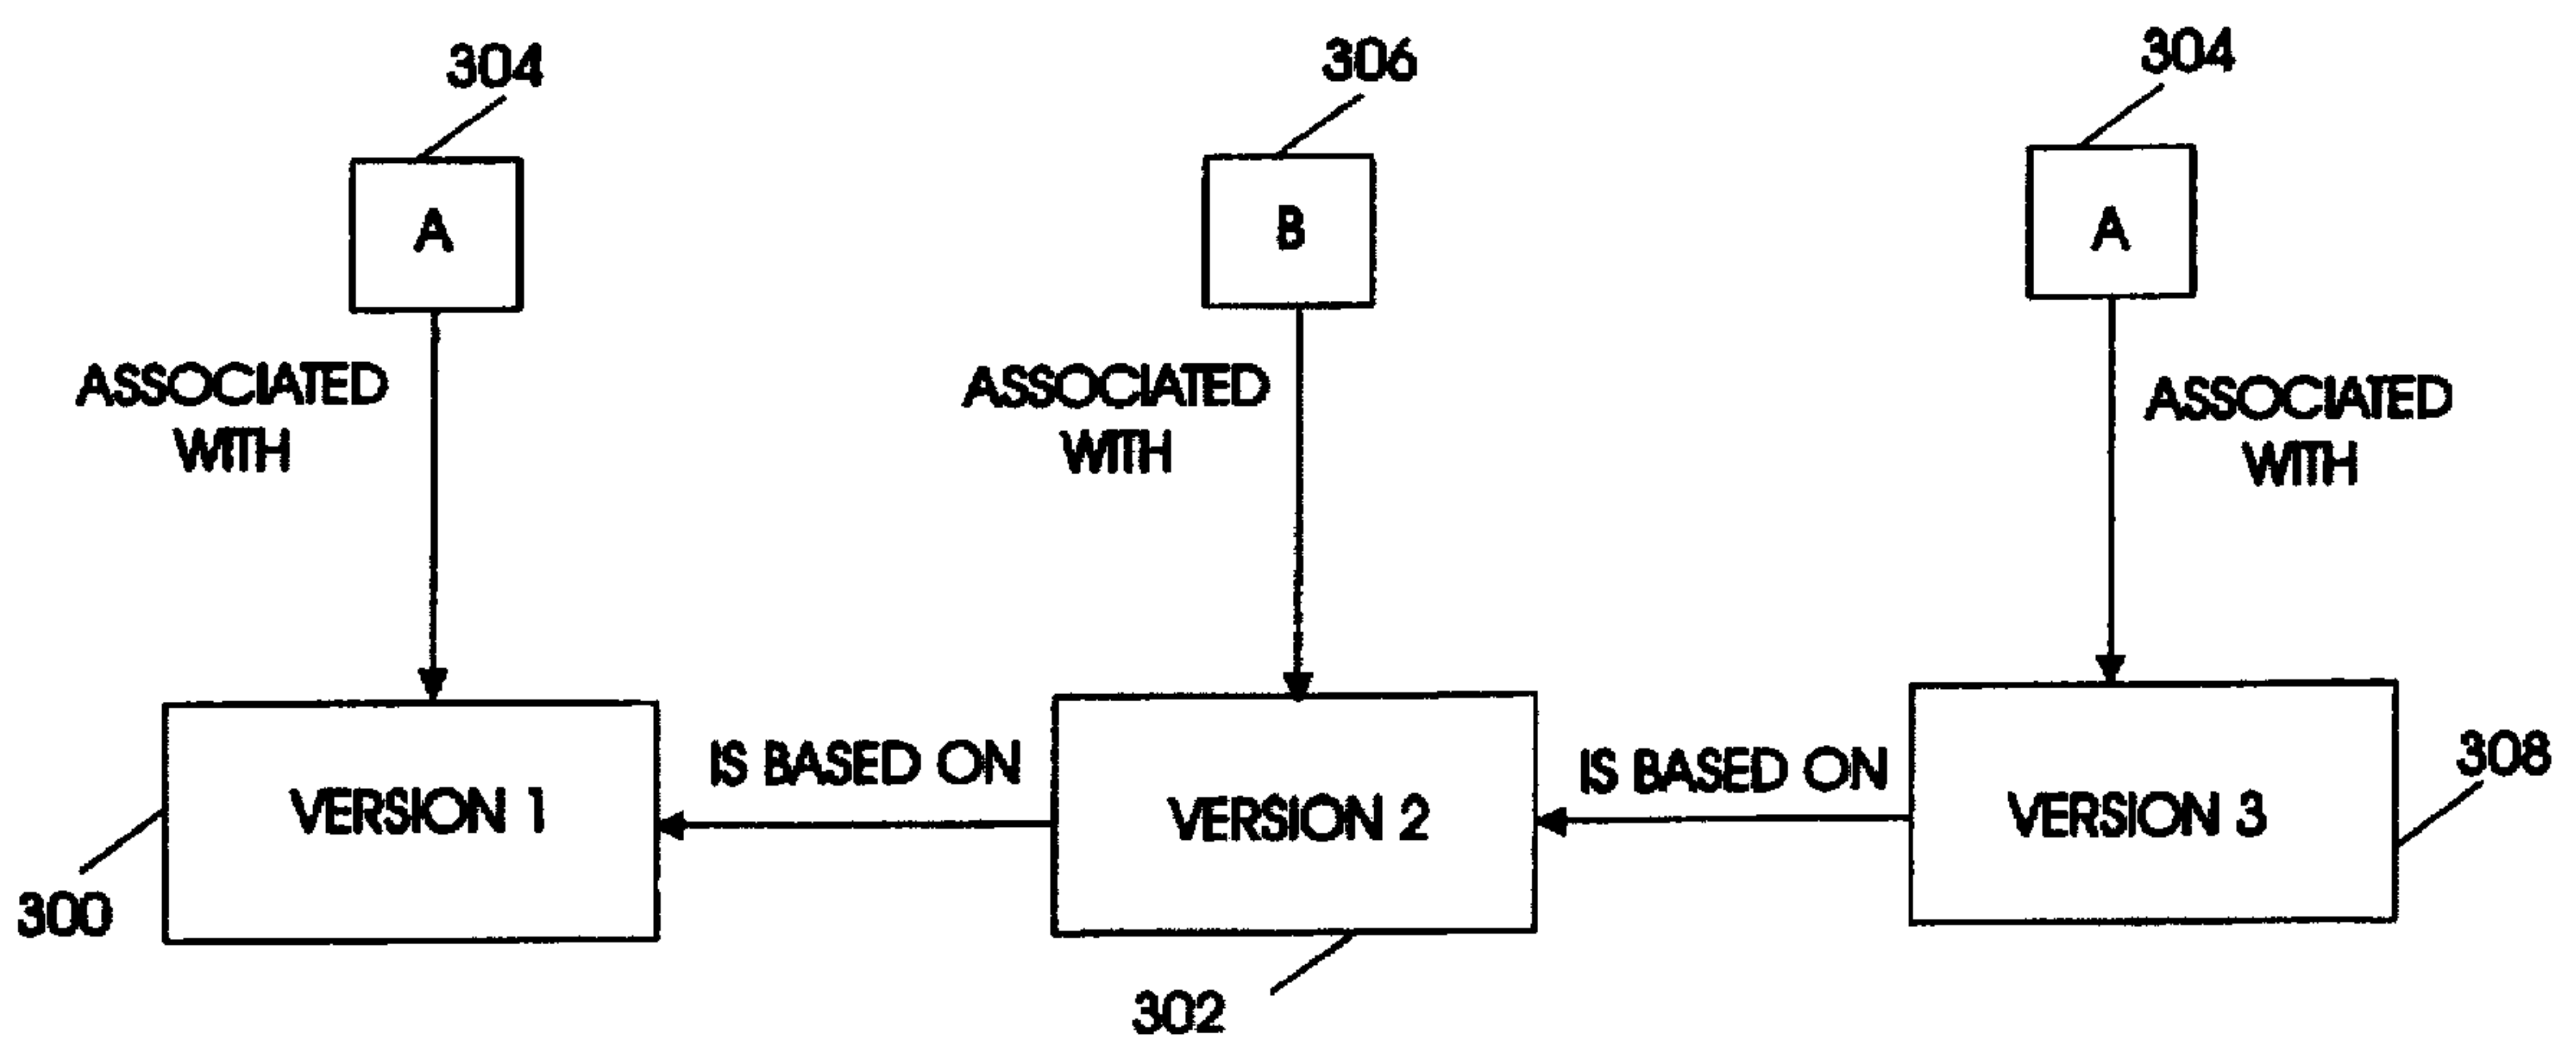 304
306
304
A
B
A
ASSOCIATED
WITH
ASSOCIATED
WITH
ASSOCIATED
WITH
IS BASED ON
IS BASED ON
VERSION 1
VERSION 2
VERSION 3
308
300
302